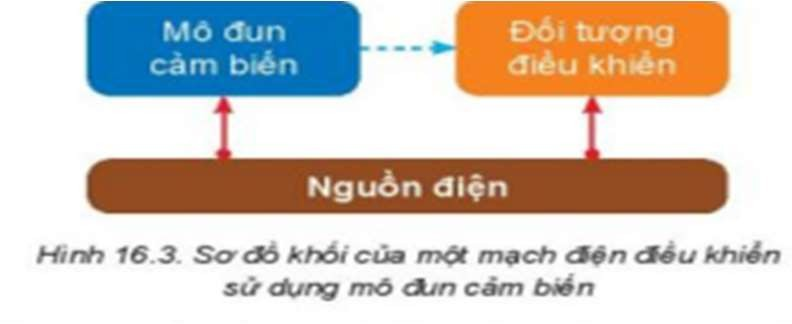 Mô đun
cảm biến
Đối tượng
điều khiển
Nguồn điện
Hình 16.3. Sơ đồ khối của một mạch điện điều khiển
sử dụng mô đun cảm biến